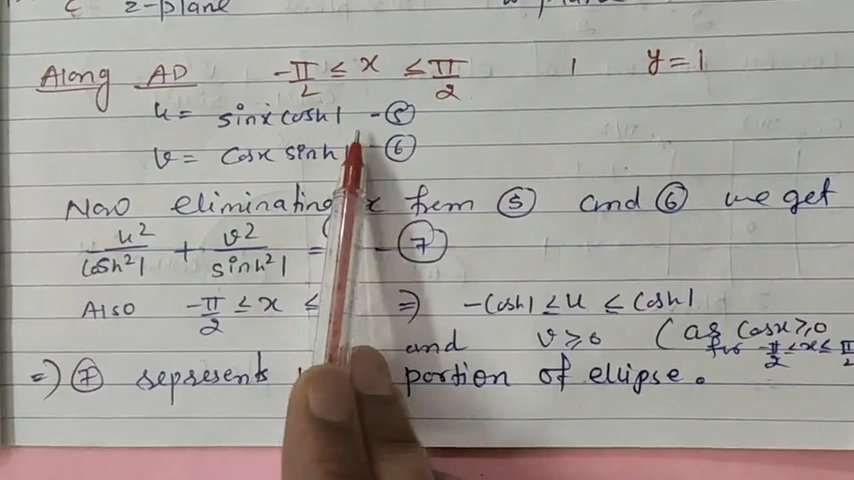 z-plane
Along AD -π/2 ≤ x ≤ π/2 1 y = 1
u = sinx cosh1 - ⑤
v = cosx sinh ⑥
Now eliminating x from ⑤ and ⑥ we get
u²/cosh²1 + v²/sinh²1 = - ⑦
Also -π/2 ≤ x ≤ ⇒ -cosh1 ≤ u ≤ cosh1
and v ≥ 0 (as cosx ≥ 0
for -π/2 ≤ x ≤ π/2
⇒ ⑦ represents portion of ellipse.